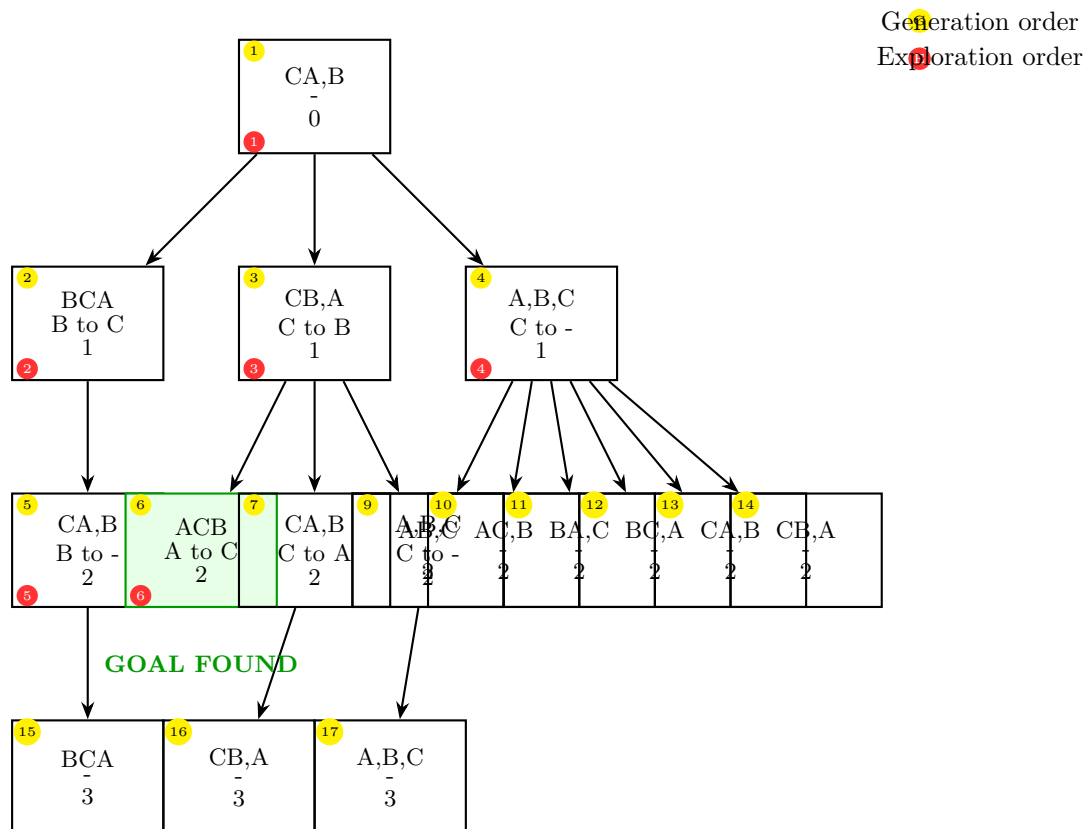 Generation order
Exploration order
1
CA,B
-
0
1
2
BCA
B to C
1
2
3
CB,A
C to B
1
3
4
A,B,C
C to -
1
4
5
CA,B
B to -
2
5
6
ACB
A to C
2
6
7
CA,B
C to A
2
9
A,B,C
C to -
2
10
AC,B
-
2
11
BA,C
-
2
12
BC,A
-
2
13
CA,B
-
2
14
CB,A
-
2
GOAL FOUND
15
BCA
-
3
16
CB,A
-
3
17
A,B,C
-
3